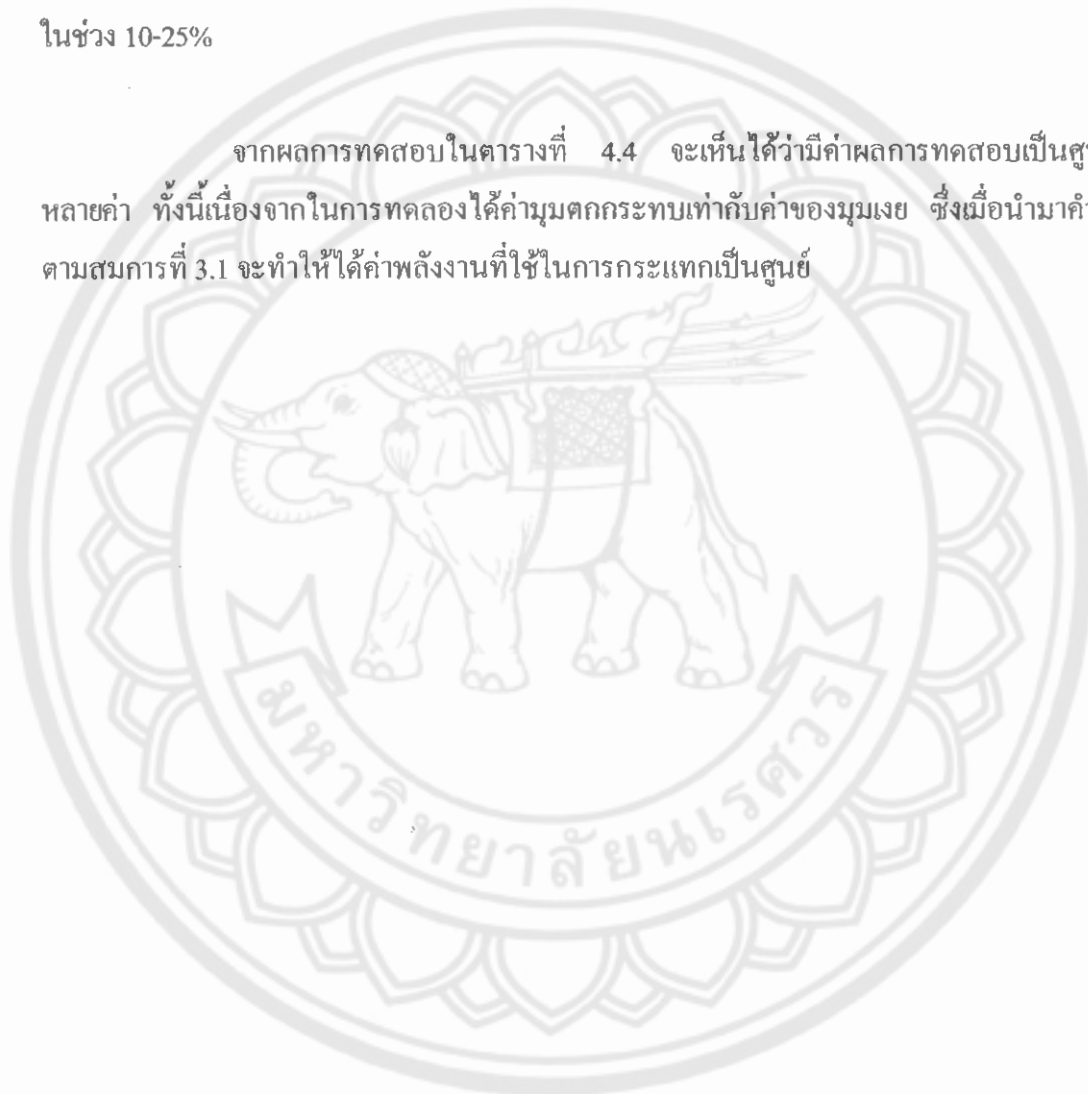 ในช่วง 10-25%
จากผลการทดสอบในตารางที่ 4.4 จะเห็นได้ว่ามีค่าผลการทดสอบเป็น
หลายค่า ทั้งนี้เนื่องจากในการทดลองได้ค่ามุมตกกระทบเท่ากับค่าของมุมเงย ซึ่งเมื่อนำมา
ตามสมการที่ 3.1 จะทำให้ได้ค่าพลังงานที่ใช้ในการกระแทกเป็นศูนย์
มหาวิทยาลัยนเรศวร